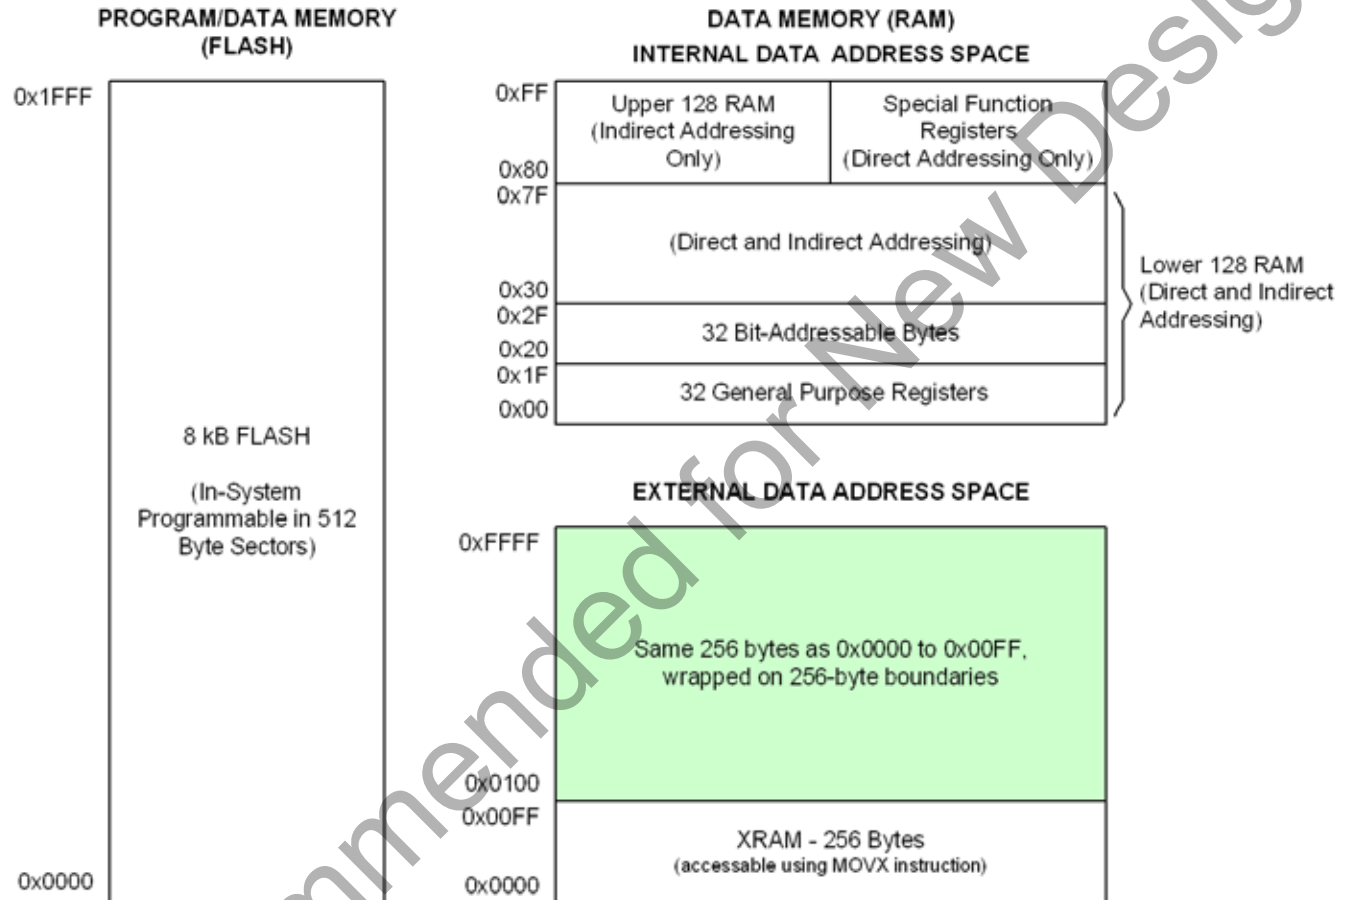 PROGRAM/DATA MEMORY
(FLASH)
0x1FFF
8 kB FLASH
(In-System
Programmable in 512
Byte Sectors)
0x0000
DATA MEMORY (RAM)
INTERNAL DATA ADDRESS SPACE
0xFF
Upper 128 RAM
(Indirect Addressing
Only)
0x80
Special Function
Registers
(Direct Addressing Only)
0x7F
(Direct and Indirect Addressing)
0x30
0x2F
32 Bit-Addressable Bytes
0x20
0x1F
32 General Purpose Registers
0x00
Lower 128 RAM
(Direct and Indirect
Addressing)
EXTERNAL DATA ADDRESS SPACE
0xFFFF
Same 256 bytes as 0x0000 to 0x00FF,
wrapped on 256-byte boundaries
0x0100
0x00FF
XRAM - 256 Bytes
(accessable using MOVX instruction)
0x0000
mmended for New Desig